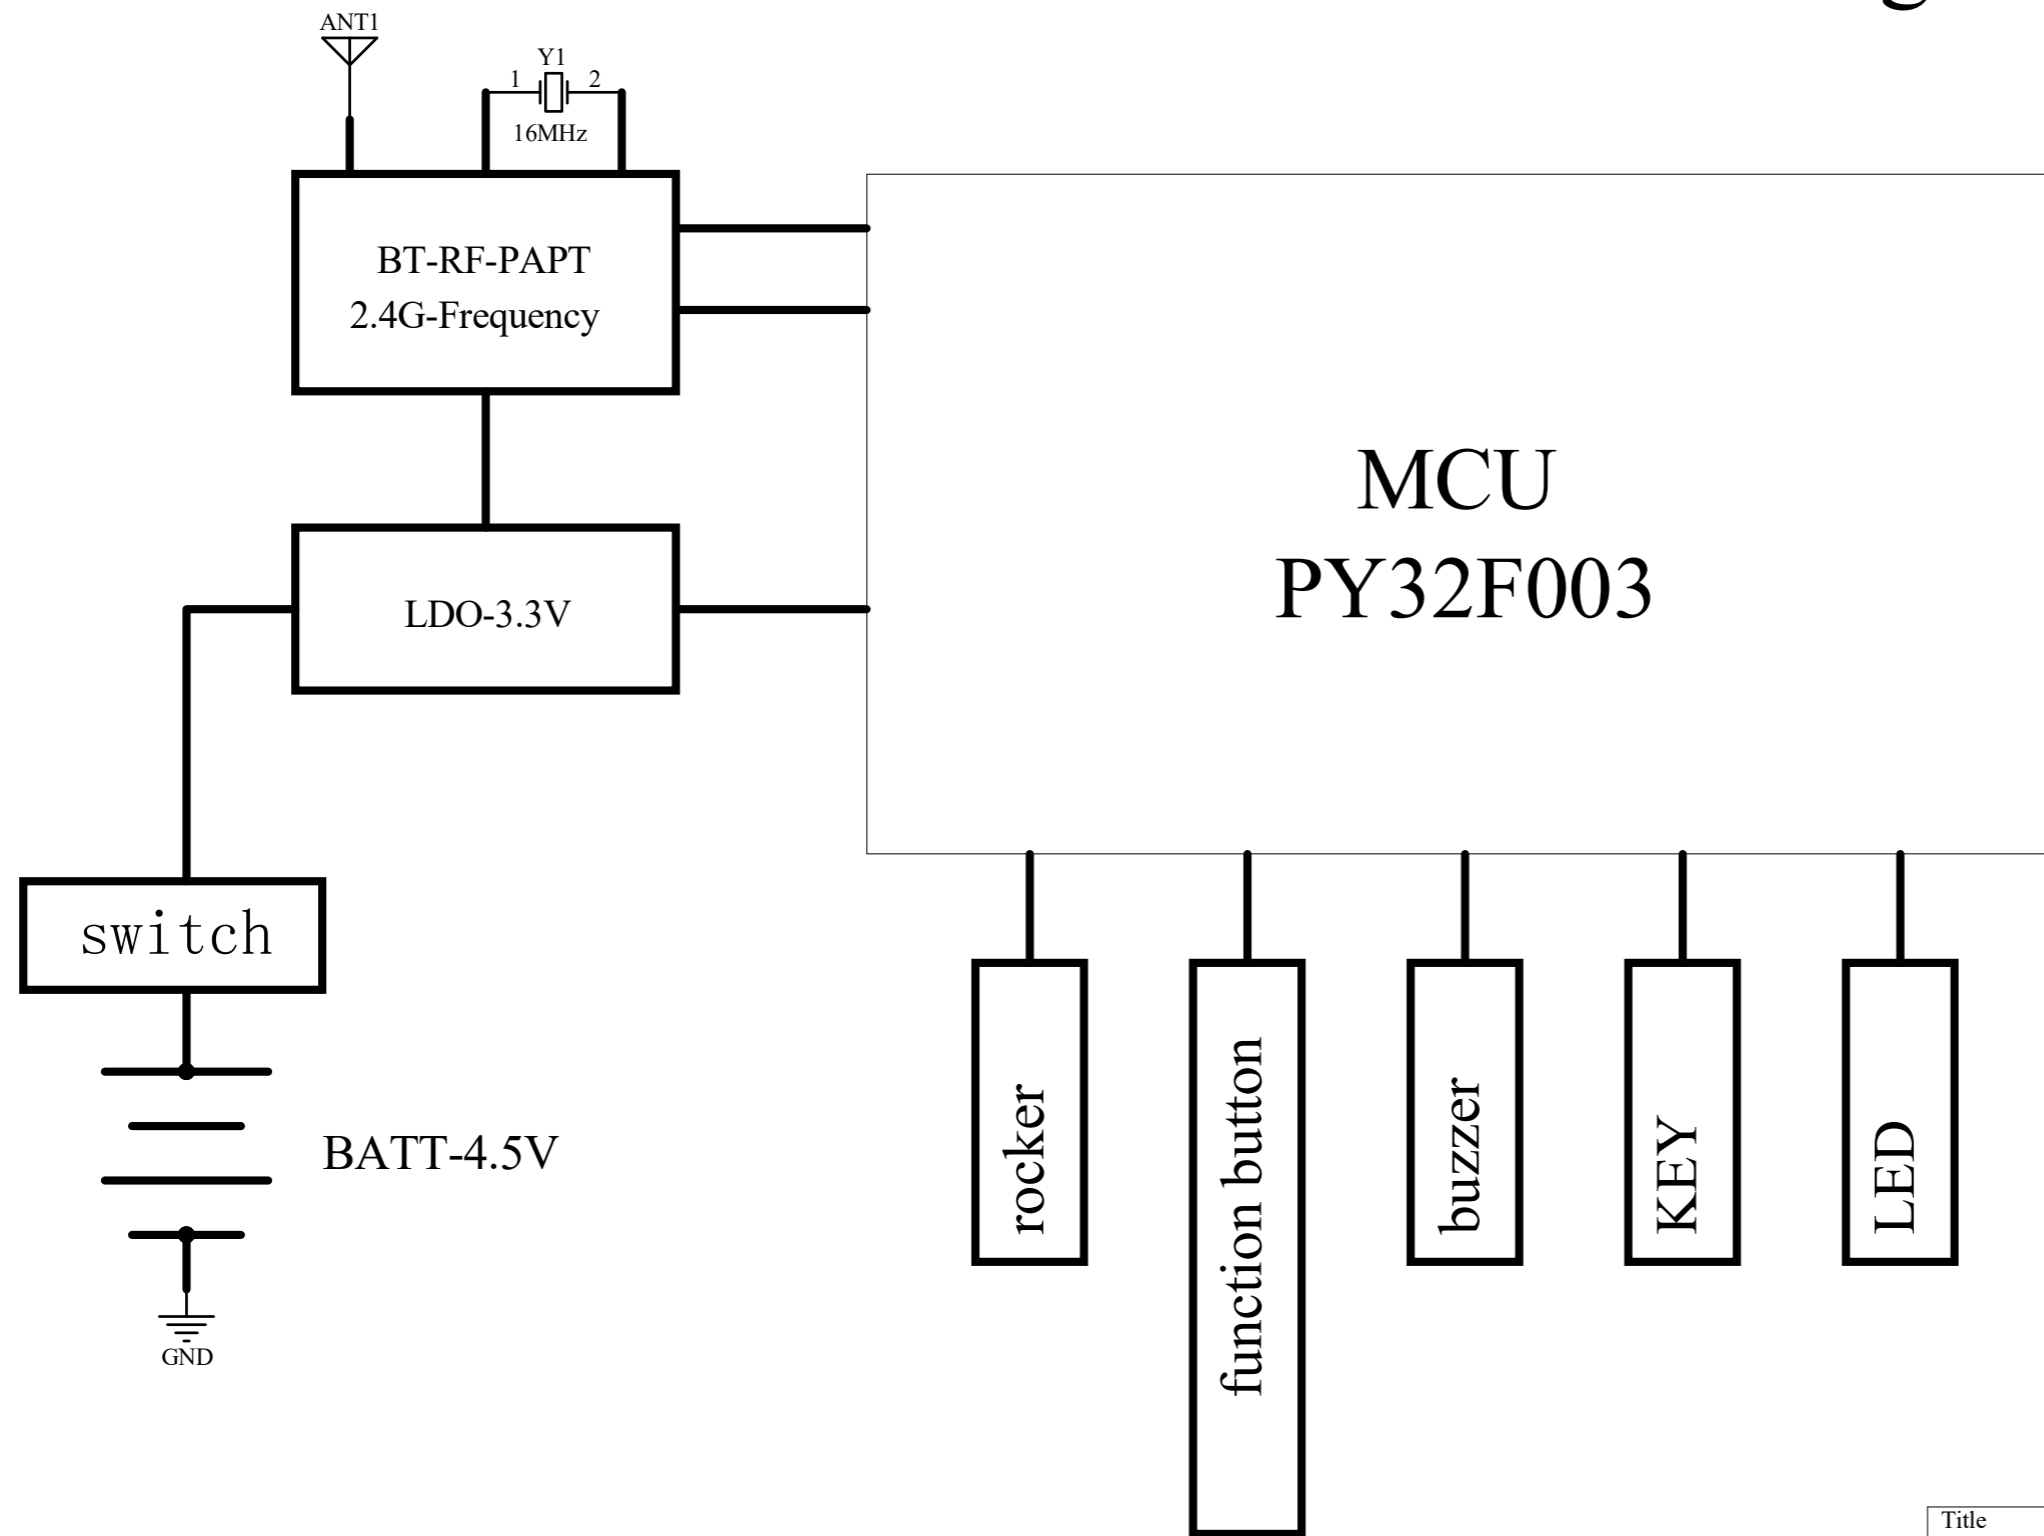 ANT1
Y1
1 2
16MHz
BT-RF-PAPT
2.4G-Frequency
MCU
PY32F003
LDO-3.3V
switch
BATT-4.5V
GND
rocker
function button
buzzer
KEY
LED
Title